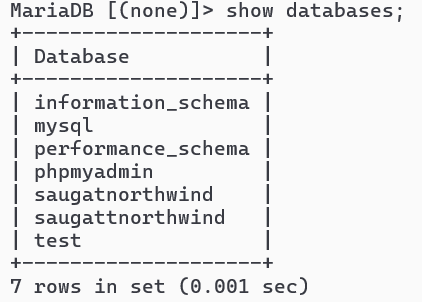 MariaDB [(none)]> show databases;
+--------------------+
| Database           |
+--------------------+
| information_schema |
| mysql              |
| performance_schema |
| phpmyadmin         |
| saugatnorthwind    |
| saugattnorthwind   |
| test               |
+--------------------+
7 rows in set (0.001 sec)